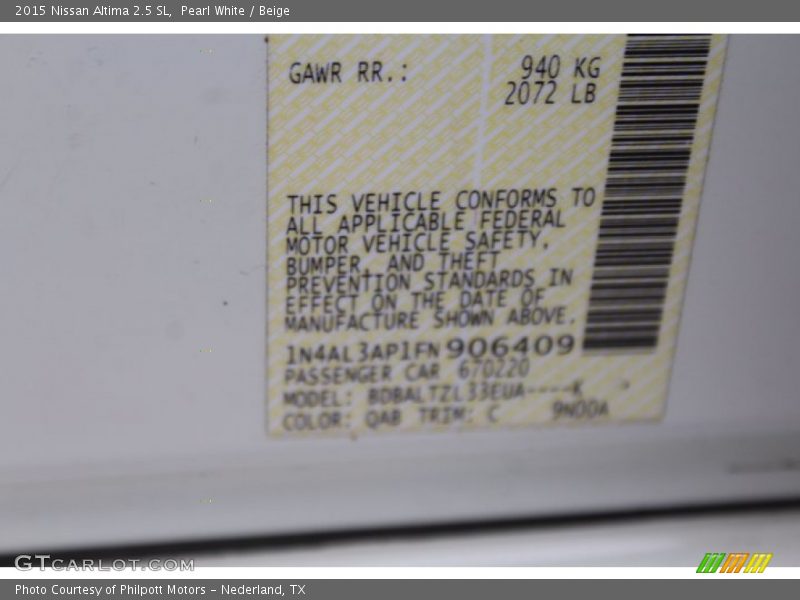 2015 Nissan Altima 2.5 SL,  Pearl White / Beige
GAWR RR.: 940 KG
2072 LB
THIS VEHICLE CONFORMS TO
ALL APPLICABLE FEDERAL
MOTOR VEHICLE SAFETY,
BUMPER, AND THEFT
PREVENTION STANDARDS IN
EFFECT ON THE DATE OF
MANUFACTURE SHOWN ABOVE.
1N4AL3AP1FN906409
PASSENGER CAR 670220
MODEL: BDBALTZL33EUA----K
COLOR: QAB TRIM: C 9N00A
GTCARLOT.COM
Photo Courtesy of Philpott Motors - Nederland, TX